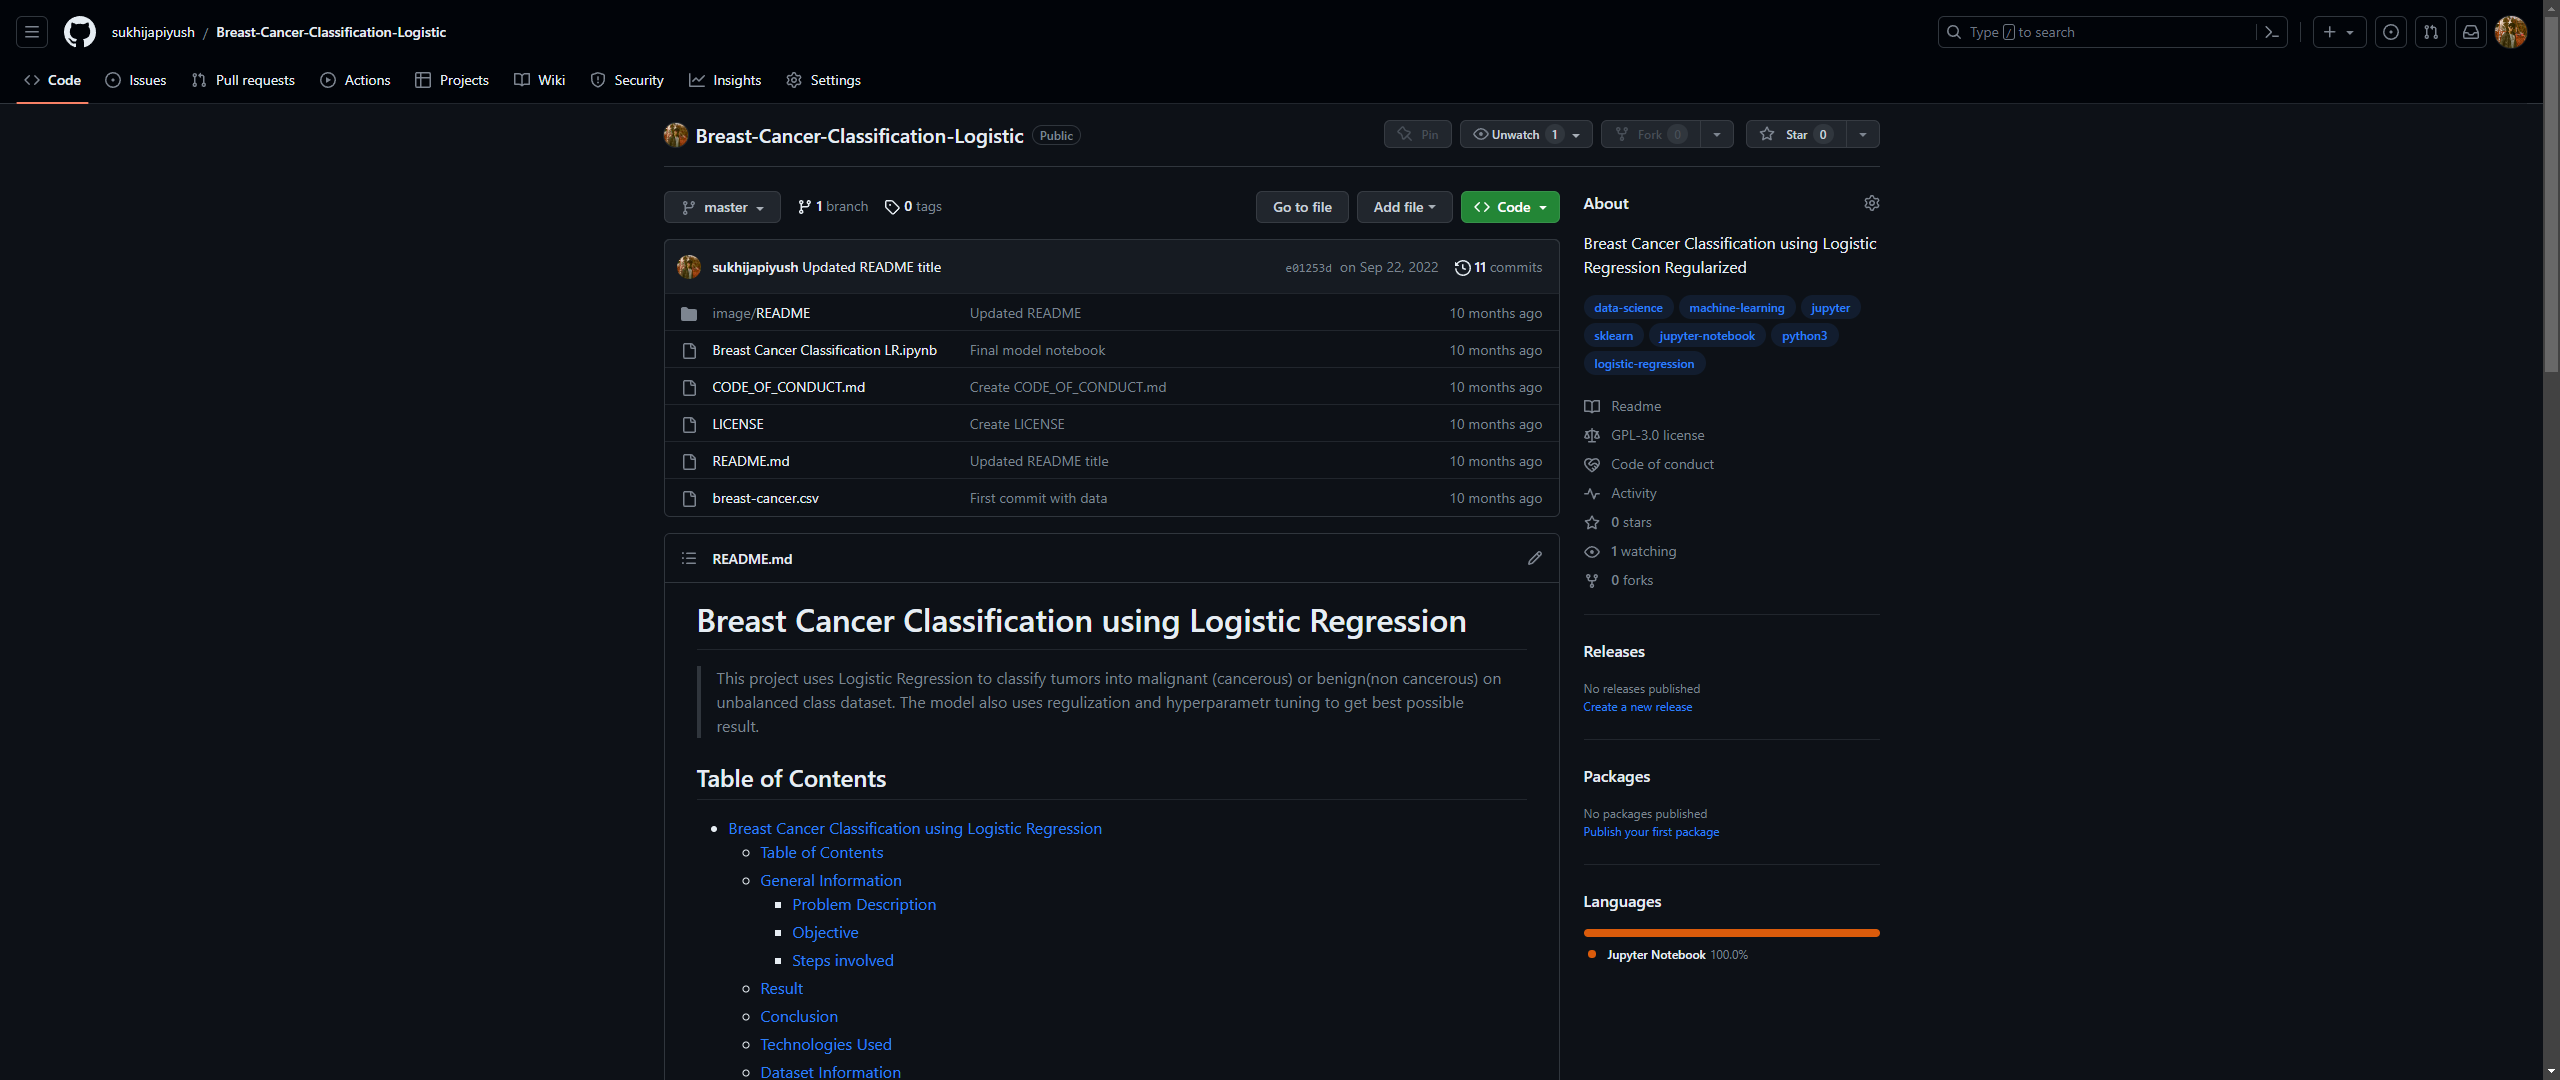 sukhijapiyush / Breast-Cancer-Classification-Logistic
Type / to search
Code Issues Pull requests Actions Projects Wiki Security Insights Settings
Breast-Cancer-Classification-Logistic Public
Pin Unwatch 1 Fork 0 Star 0
master 1 branch 0 tags Go to file Add file Code
sukhijapiyush Updated README title e01253d on Sep 22, 2022 11 commits
image/README Updated README 10 months ago
Breast Cancer Classification LR.ipynb Final model notebook 10 months ago
CODE_OF_CONDUCT.md Create CODE_OF_CONDUCT.md 10 months ago
LICENSE Create LICENSE 10 months ago
README.md Updated README title 10 months ago
breast-cancer.csv First commit with data 10 months ago
README.md
Breast Cancer Classification using Logistic Regression
This project uses Logistic Regression to classify tumors into malignant (cancerous) or benign(non cancerous) on
unbalanced class dataset. The model also uses regulization and hyperparametr tuning to get best possible
result.
Table of Contents
Breast Cancer Classification using Logistic Regression
Table of Contents
General Information
Problem Description
Objective
Steps involved
Result
Conclusion
Technologies Used
Dataset Information
About
Breast Cancer Classification using Logistic
Regression Regularized
data-science machine-learning jupyter
sklearn jupyter-notebook python3
logistic-regression
Readme
GPL-3.0 license
Code of conduct
Activity
0 stars
1 watching
0 forks
Releases
No releases published
Create a new release
Packages
No packages published
Publish your first package
Languages
Jupyter Notebook 100.0%